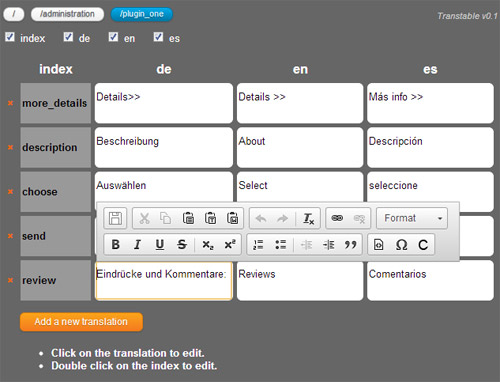 / /administration /plugin_one Transtable v0.1
index de en es
index de en es
more_details Details>> Details >> Más info >>
description Beschreibung About Descripción
choose Auswählen Select seleccione
Format
send
B I U S x₂ x² Ω C
review Eindrücke und Kommentare: Reviews Comentarios
Add a new translation
Click on the translation to edit.
Double click on the index to edit.